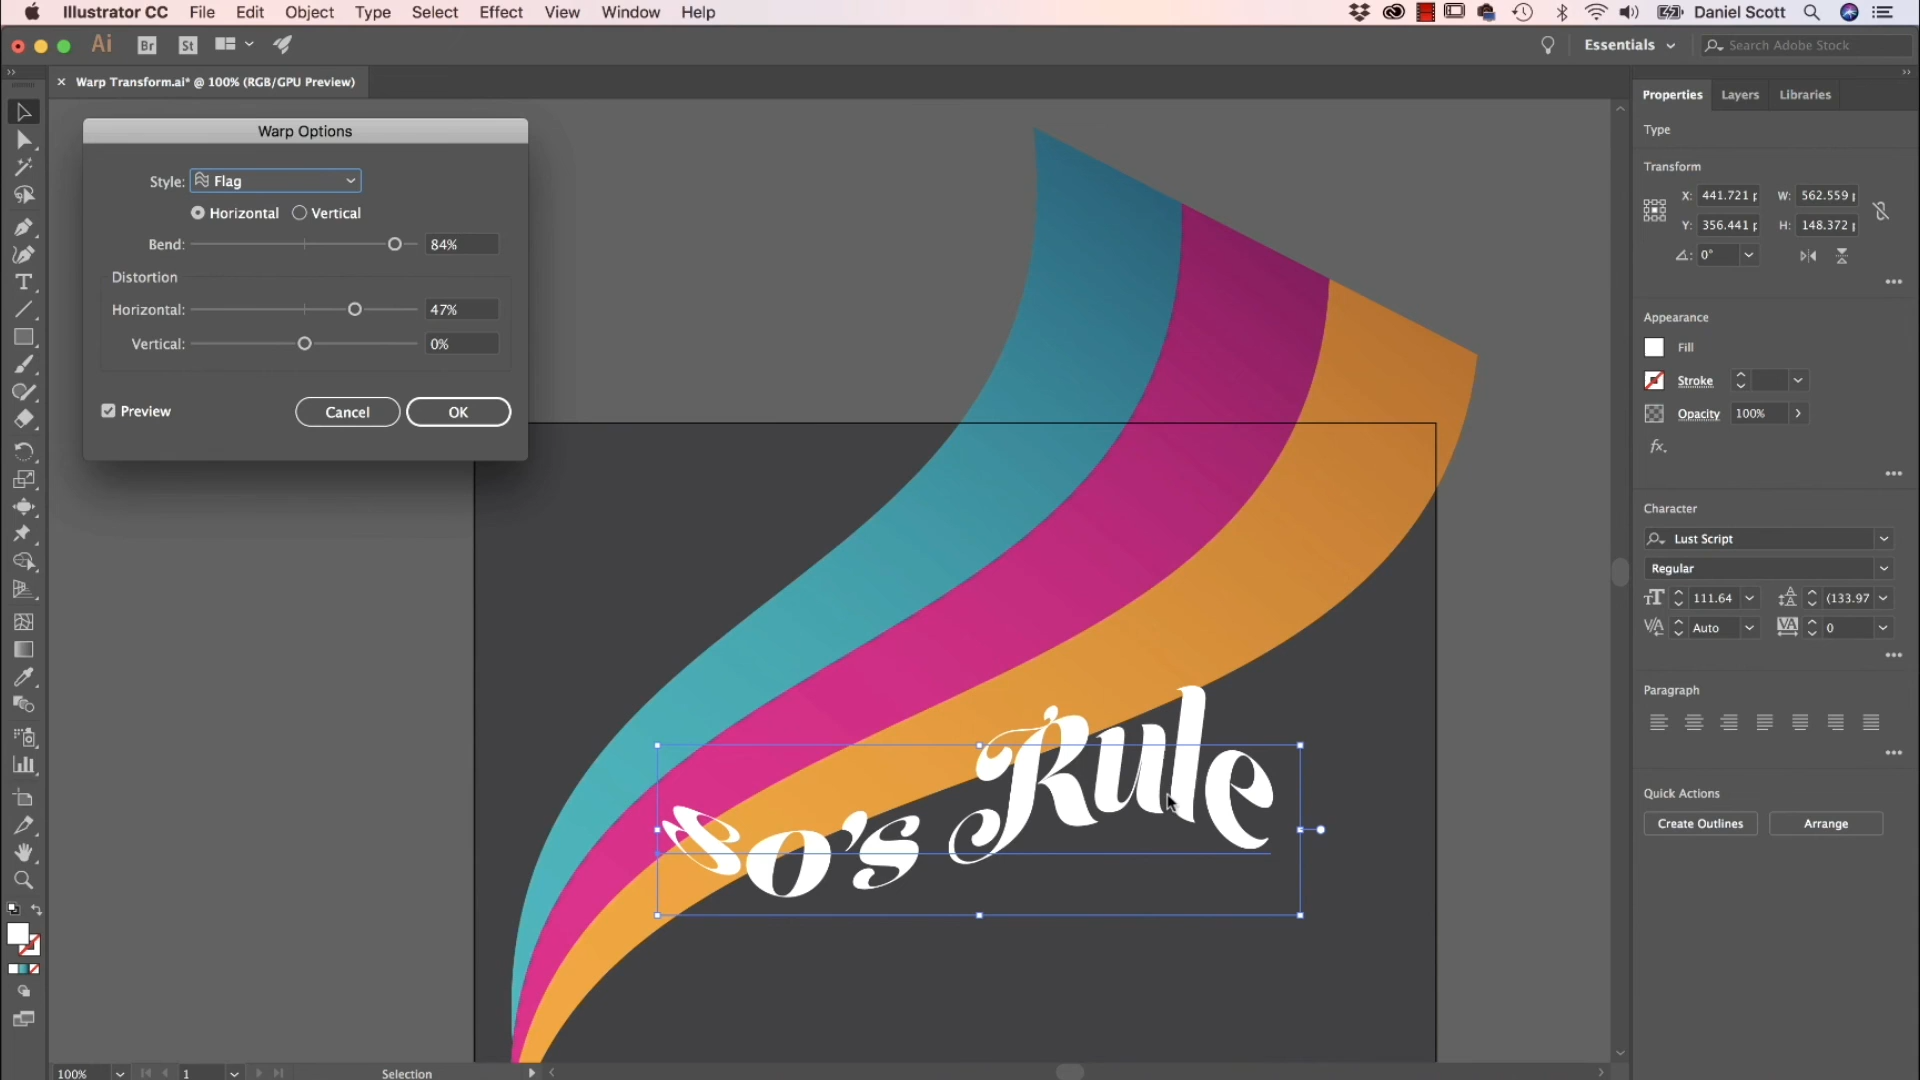 Illustrator CC File Edit Object Type Select Effect View Window Help Daniel Scott
Ai Br St Essentials Search Adobe Stock
Warp Transform.ai* @ 100% (RGB/GPU Preview)
Properties Layers Libraries
Warp Options
Type
Style: Flag
Transform
Horizontal Vertical
X: 441.721 p W: 562.559 p
Bend: 84%
Y: 356.441 p H: 148.372 p
Distortion
0°
Horizontal: 47%
Vertical: 0%
Appearance
Fill
Stroke
Preview Cancel OK
Opacity 100%
fx.
Character
Lust Script
Regular
111.64 (133.97
Auto 0
Paragraph
80's Rule
Quick Actions
Create Outlines Arrange
100% 1 Selection